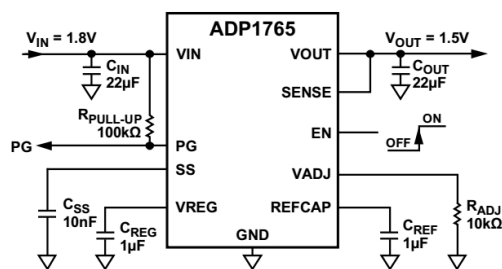 ADP1765
V_IN = 1.8V
C_IN
22µF
R_PULL-UP
100kΩ
PG
C_SS
10nF
C_REG
1µF
VIN
PG
SS
VREG
GND
VOUT
SENSE
EN
VADJ
REFCAP
V_OUT = 1.5V
C_OUT
22µF
ON
OFF
C_REF
1µF
R_ADJ
10kΩ